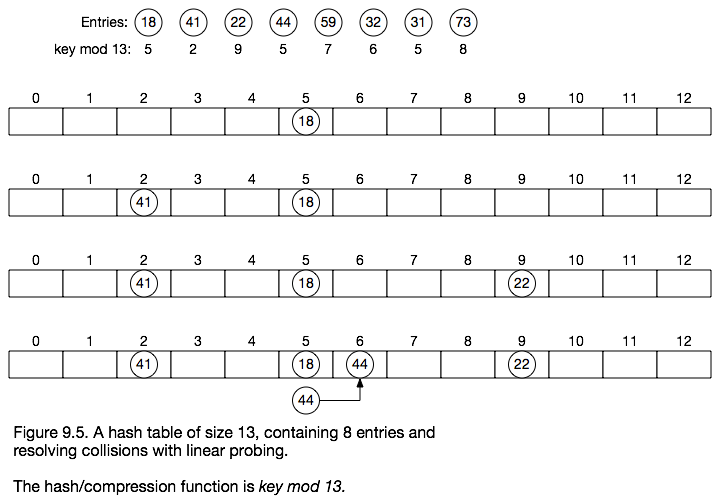 Entries: 18 41 22 44 59 32 31 73
key mod 13: 5 2 9 5 7 6 5 8
0 1 2 3 4 5 6 7 8 9 10 11 12
18
0 1 2 3 4 5 6 7 8 9 10 11 12
41 18
0 1 2 3 4 5 6 7 8 9 10 11 12
41 18 22
0 1 2 3 4 5 6 7 8 9 10 11 12
41 18 44 22
44
Figure 9.5. A hash table of size 13, containing 8 entries and
resolving collisions with linear probing.
The hash/compression function is key mod 13.